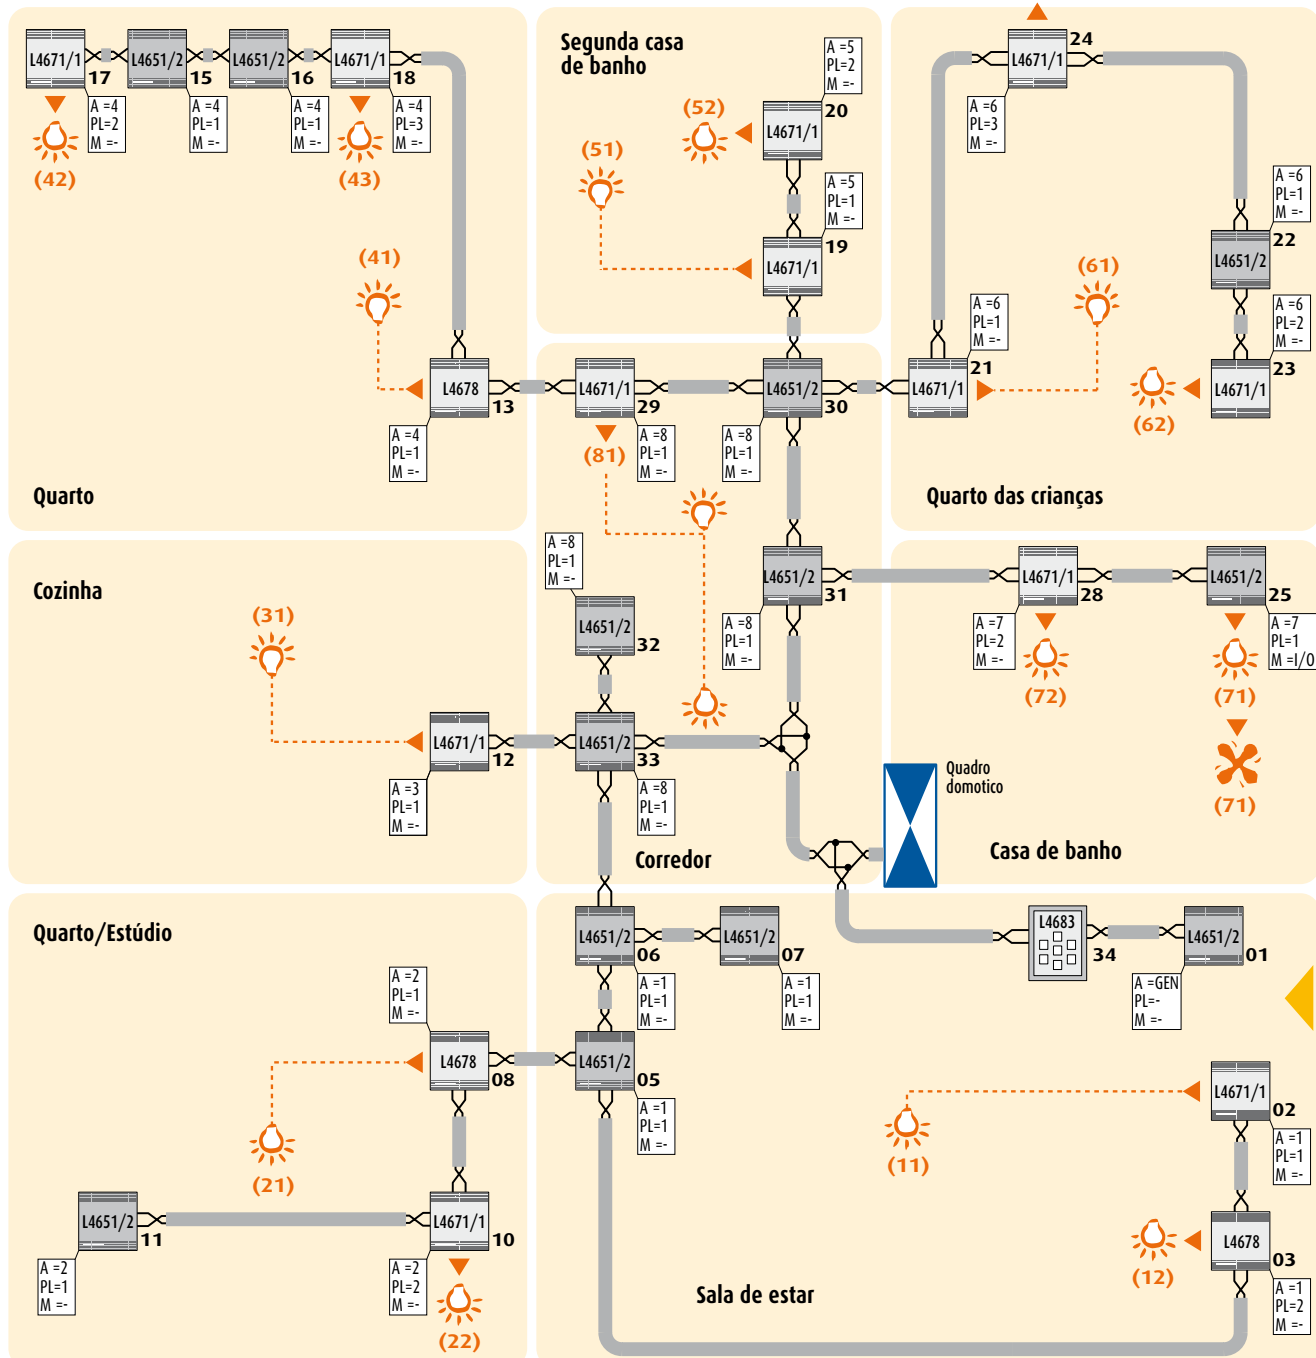 L4671/1
17
A =4
PL=2
M =-
(42)
L4651/2
15
A =4
PL=1
M =-
L4651/2
16
A =4
PL=1
M =-
L4671/1
18
A =4
PL=3
M =-
(43)
(41)
L4678
13
A =4
PL=1
M =-
Quarto
Segunda casa
de banho
A =5
PL=2
M =-
20
L4671/1
(52)
(51)
A =5
PL=1
M =-
19
L4671/1
24
L4671/1
A =6
PL=3
M =-
A =6
PL=1
M =-
22
L4651/2
A =6
PL=2
M =-
23
L4671/1
(62)
(61)
A =6
PL=1
M =-
21
L4671/1
Quarto das crianças
L4671/1
29
A =8
PL=1
M =-
(81)
L4651/2
30
A =8
PL=1
M =-
L4651/2
31
A =8
PL=1
M =-
A =8
PL=1
M =-
L4651/2
32
L4651/2
33
A =8
PL=1
M =-
Corredor
Cozinha
(31)
L4671/1
12
A =3
PL=1
M =-
L4671/1
28
A =7
PL=2
M =-
(72)
L4651/2
25
A =7
PL=1
M =I/O
(71)
(71)
Quadro
domotico
Casa de banho
Quarto/Estúdio
A =2
PL=1
M =-
L4678
08
(21)
L4651/2
11
A =2
PL=1
M =-
L4671/1
10
A =2
PL=2
M =-
(22)
L4651/2
06
A =1
PL=1
M =-
L4651/2
07
A =1
PL=1
M =-
L4651/2
05
A =1
PL=1
M =-
L4683
34
L4651/2
01
A =GEN
PL=-
M =-
L4671/1
02
A =1
PL=1
M =-
(11)
L4678
03
A =1
PL=2
M =-
(12)
Sala de estar